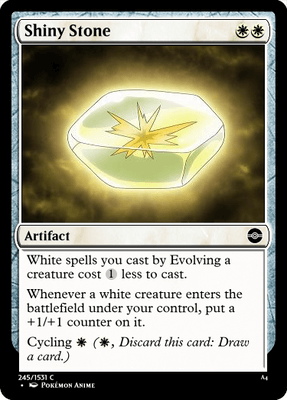 Shiny Stone
Artifact
White spells you cast by Evolving a
creature cost 1 less to cast.
Whenever a white creature enters the
battlefield under your control, put a
+1/+1 counter on it.
Cycling (, Discard this card: Draw
a card.)
245/1531 C
A4
• Pokémon Anime